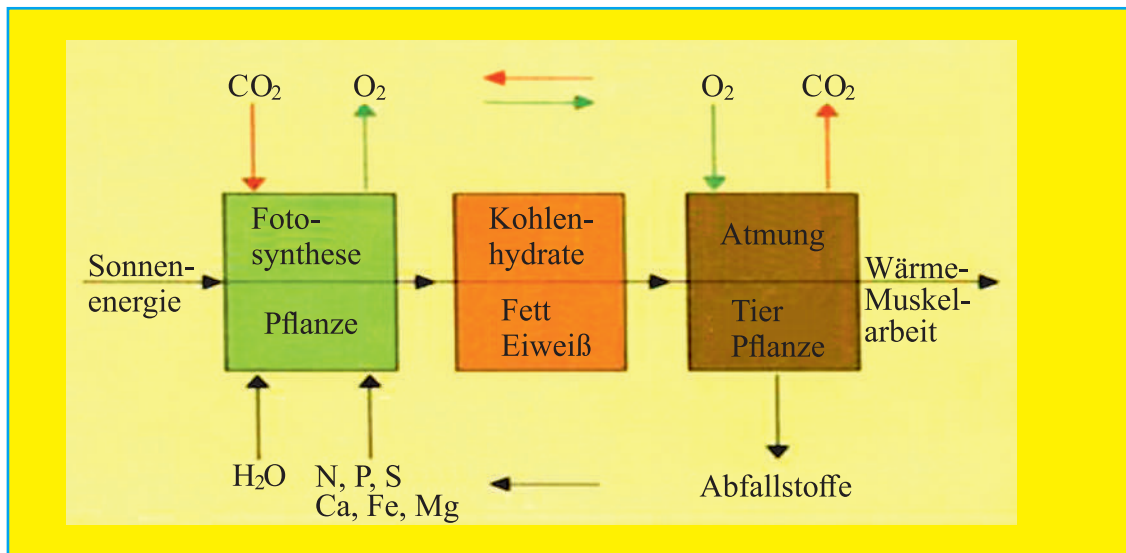 CO₂
O₂
O₂
CO₂
Sonnen-
energie
Foto-
synthese
Pflanze
Kohlen-
hydrate
Fett
Eiweiß
Atmung
Tier
Pflanze
Wärme-
Muskel-
arbeit
H₂O
N, P, S
Ca, Fe, Mg
Abfallstoffe